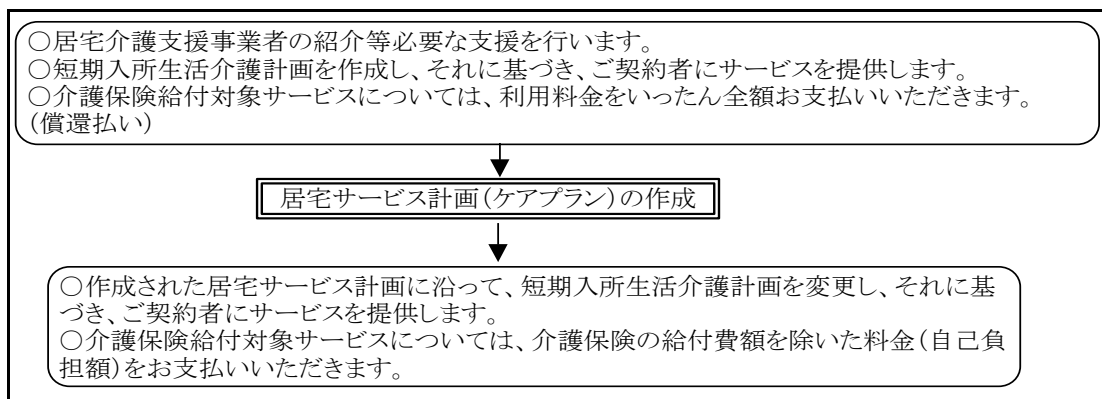 ○居宅介護支援事業者の紹介等必要な支援を行います。
○短期入所生活介護計画を作成し、それに基づき、ご契約者にサービスを提供します。
○介護保険給付対象サービスについては、利用料金をいったん全額お支払いいただきます。
(償還払い)
居宅サービス計画(ケアプラン)の作成
○作成された居宅サービス計画に沿って、短期入所生活介護計画を変更し、それに基
づき、ご契約者にサービスを提供します。
○介護保険給付対象サービスについては、介護保険の給付費額を除いた料金(自己負
担額)をお支払いいただきます。